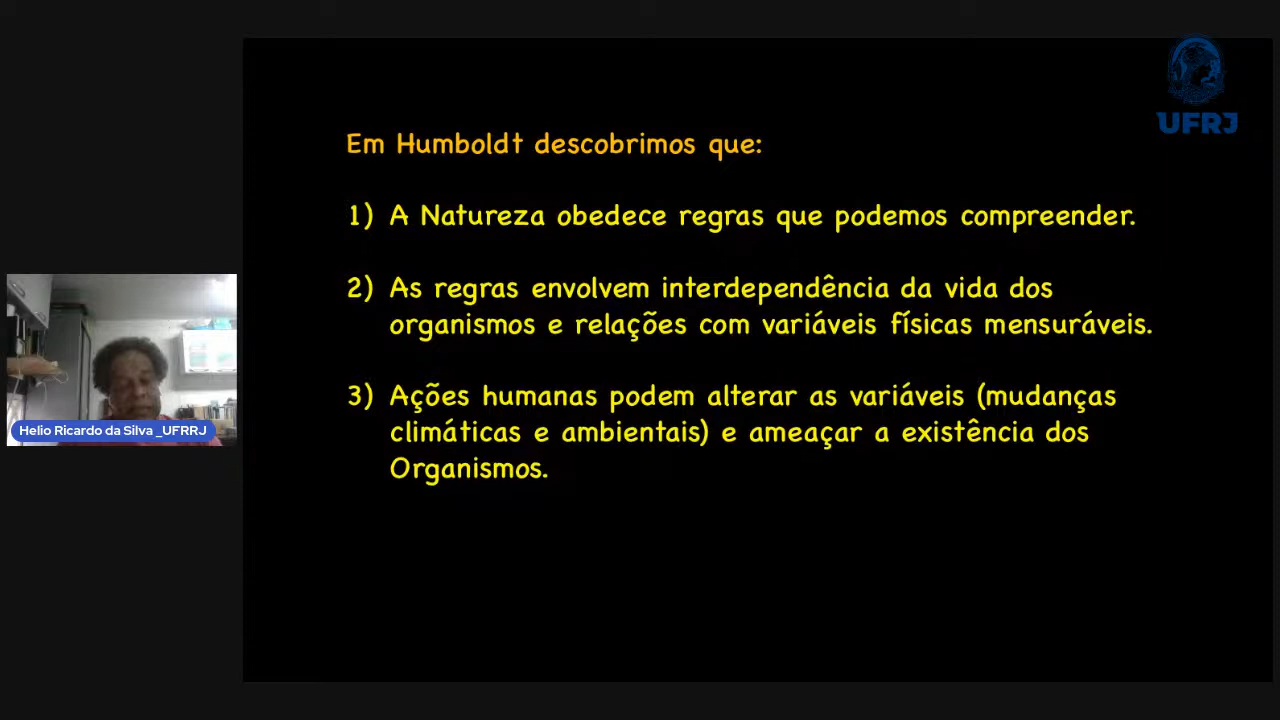 UFRJ
Em Humboldt descobrimos que:
1) A Natureza obedece regras que podemos compreender.
2) As regras envolvem interdependência da vida dos
organismos e relações com variáveis físicas mensuráveis.
3) Ações humanas podem alterar as variáveis (mudanças
climáticas e ambientais) e ameaçar a existência dos
Organismos.
Helio Ricardo da Silva _UFRRJ